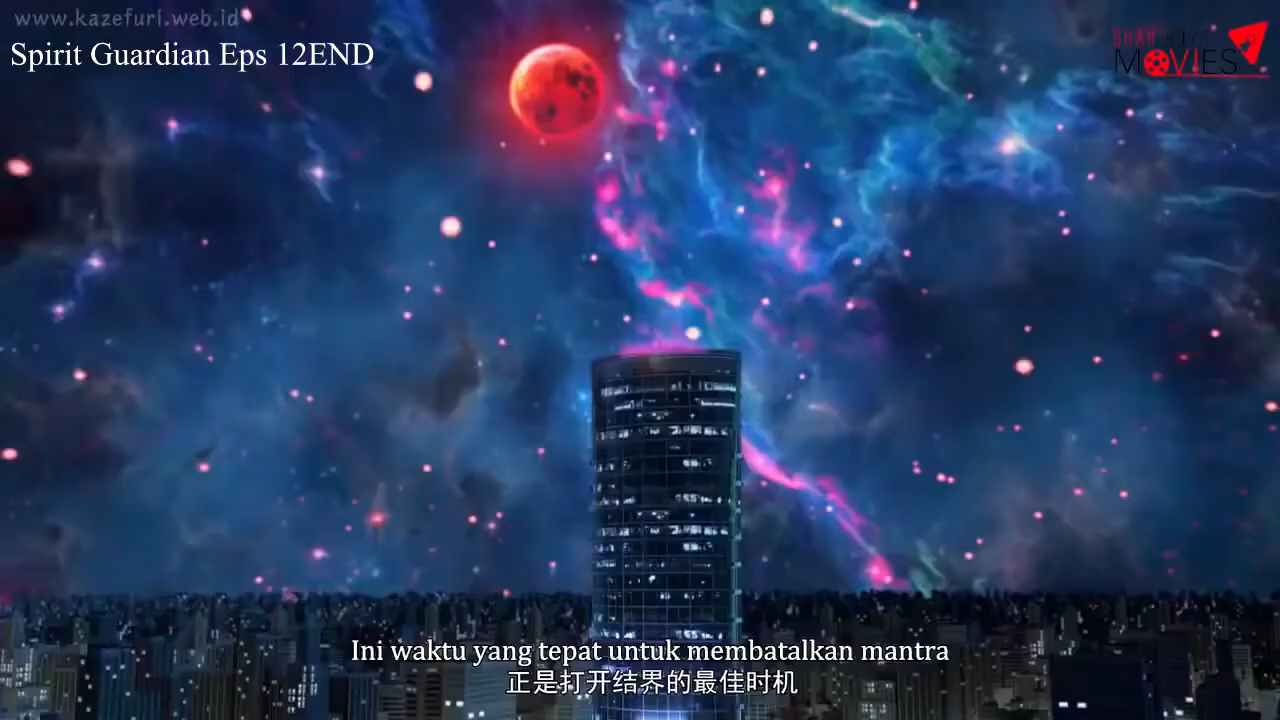 www.kazefuri.web.id
Spirit Guardian Eps 12END
MOVIES
Ini waktu yang tepat untuk membatalkan mantra
正是打开结界的最佳时机